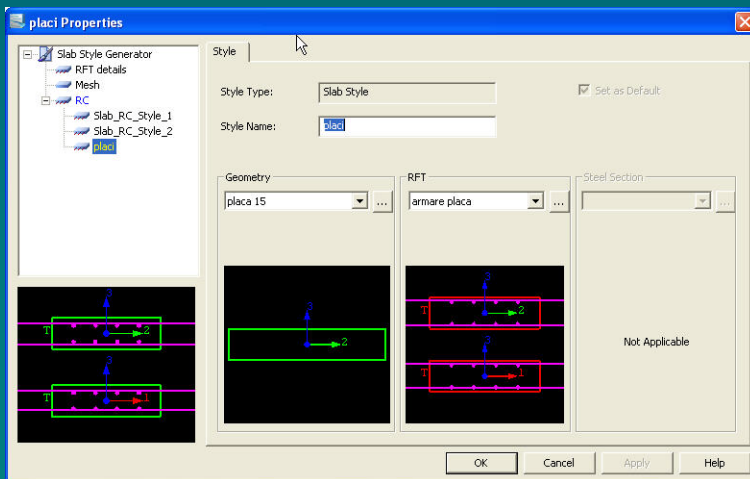 placi Properties
Slab Style Generator
RFT details
Mesh
RC
Slab_RC_Style_1
Slab_RC_Style_2
placi
Style
Style Type:
Slab Style
Set as Default
Style Name:
placi
Geometry
placa 15
...
RFT
armare placa
...
Steel Section
...
3
T
2
3
T
1
3
2
3
T
2
3
T
1
Not Applicable
OK
Cancel
Apply
Help